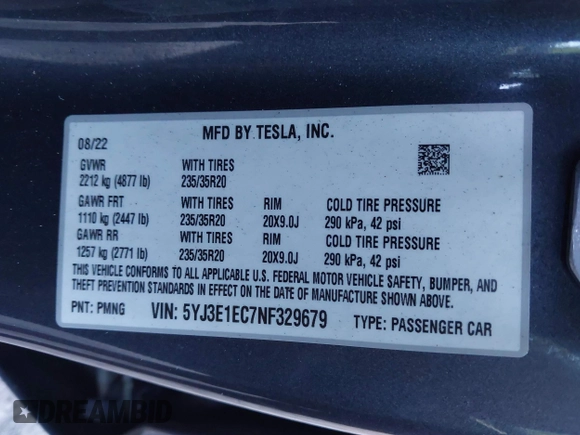 MFD BY TESLA, INC.
08/22
GVWR WITH TIRES
2212 kg (4877 lb) 235/35R20
GAWR FRT WITH TIRES RIM COLD TIRE PRESSURE
1110 kg (2447 lb) 235/35R20 20X9.0J 290 kPa, 42 psi
GAWR RR WITH TIRES RIM COLD TIRE PRESSURE
1257 kg (2771 lb) 235/35R20 20X9.0J 290 kPa, 42 psi
THIS VEHICLE CONFORMS TO ALL APPLICABLE U.S. FEDERAL MOTOR VEHICLE SAFETY, BUMPER, AND
THEFT PREVENTION STANDARDS IN EFFECT ON THE DATE OF MANUFACTURE SHOWN ABOVE.
PNT: PMNG VIN: 5YJ3E1EC7NF329679 TYPE: PASSENGER CAR
DREAMBID